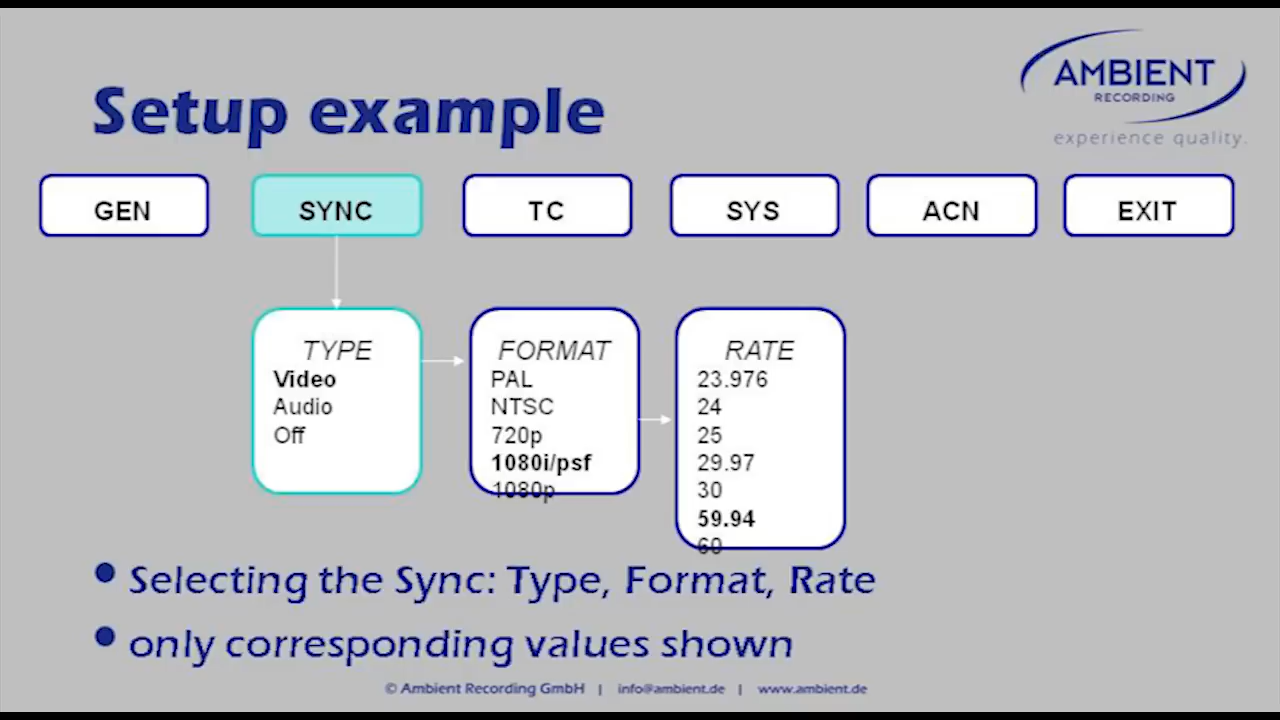 AMBIENT
RECORDING
experience quality.
Setup example
GEN
SYNC
TC
SYS
ACN
EXIT
TYPE
Video
Audio
Off
FORMAT
PAL
NTSC
720p
1080i/psf
1080p
RATE
23.976
24
25
29.97
30
59.94
60
• Selecting the Sync: Type, Format, Rate
• only corresponding values shown
© Ambient Recording GmbH | info@ambient.de | www.ambient.de